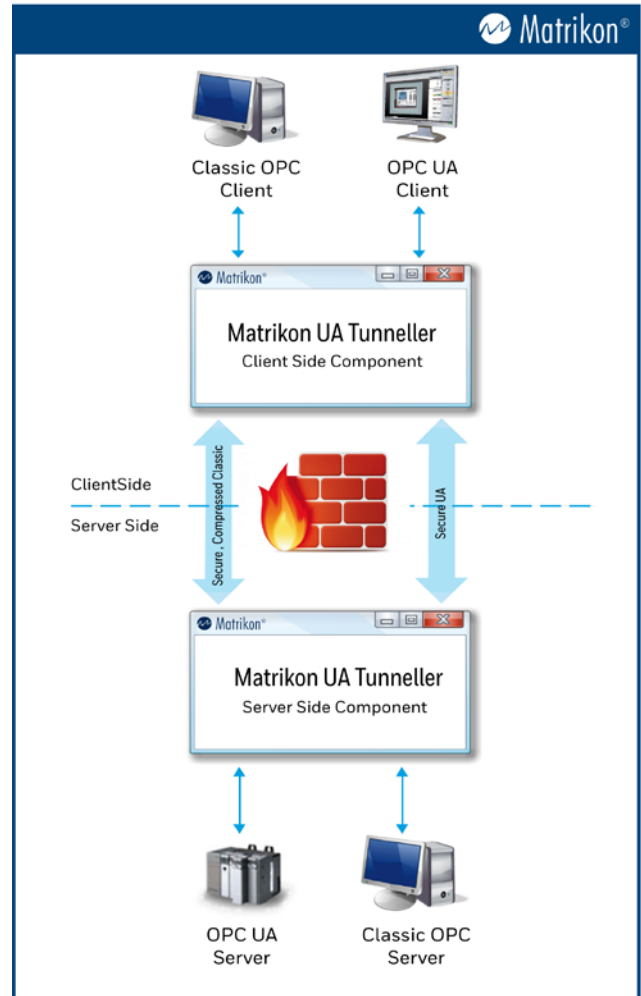 Matrikon®
Classic OPC
Client
OPC UA
Client
Matrikon®
Matrikon UA Tunneller
Client Side Component
ClientSide
Server Side
Secure , Compressed Classic
Secure UA
Matrikon®
Matrikon UA Tunneller
Server Side Component
OPC UA
Server
Classic OPC
Server